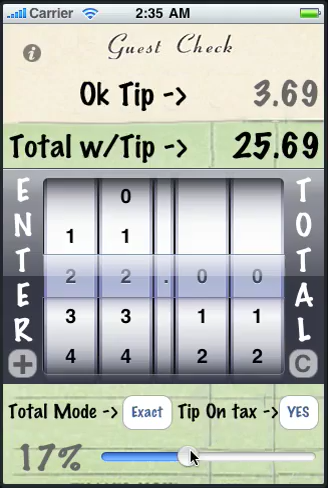 Carrier 2:35 AM
i Guest Check
Ok Tip -> 3.69
Total w/Tip -> 25.69
ENTER
TOTAL
0
1 1
2 2 . 0 0
3 3 1 1
4 4 2 2
+ C
Total Mode -> Exact Tip On tax -> YES
17%